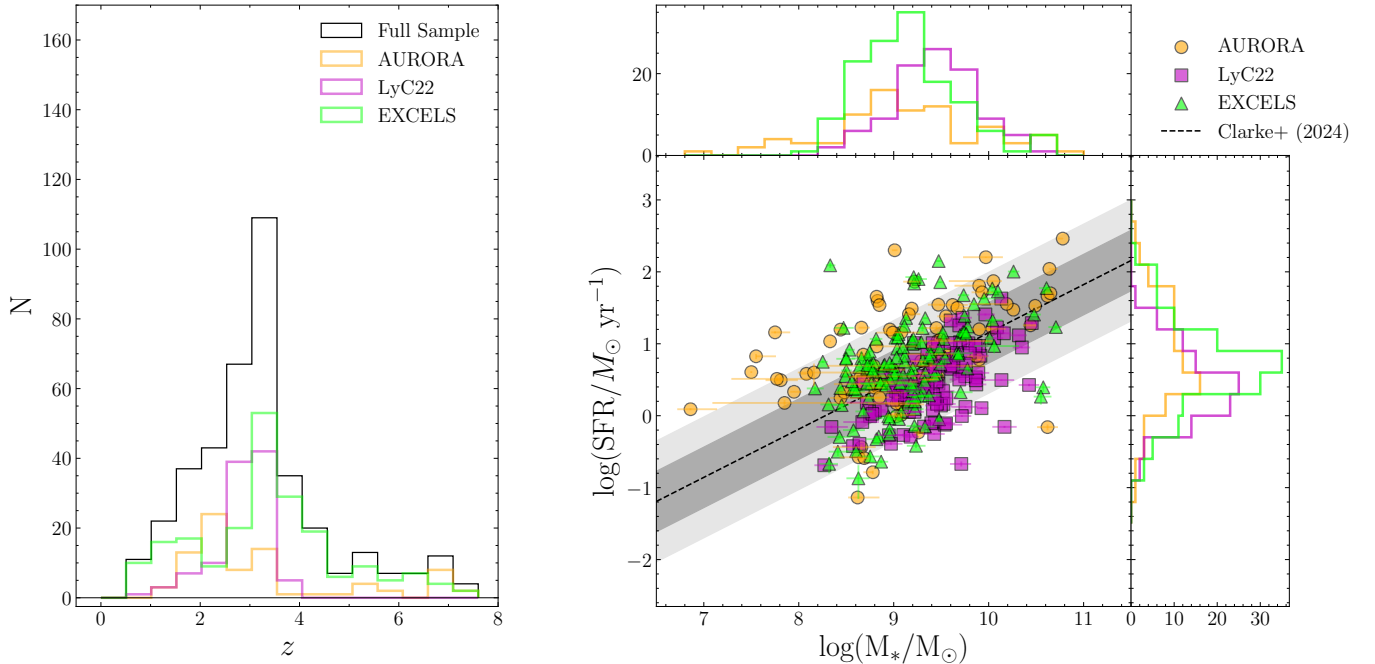 160
140
120
100
80
60
40
20
0
N
0 2 4 6 8
z
Full Sample
AURORA
LyC22
EXCELS
20
0
AURORA
LyC22
EXCELS
Clarke+ (2024)
3
2
1
0
−1
−2
log(SFR/M⊙ yr⁻¹)
7 8 9 10 11
log(M*/M⊙)
0 10 20 30